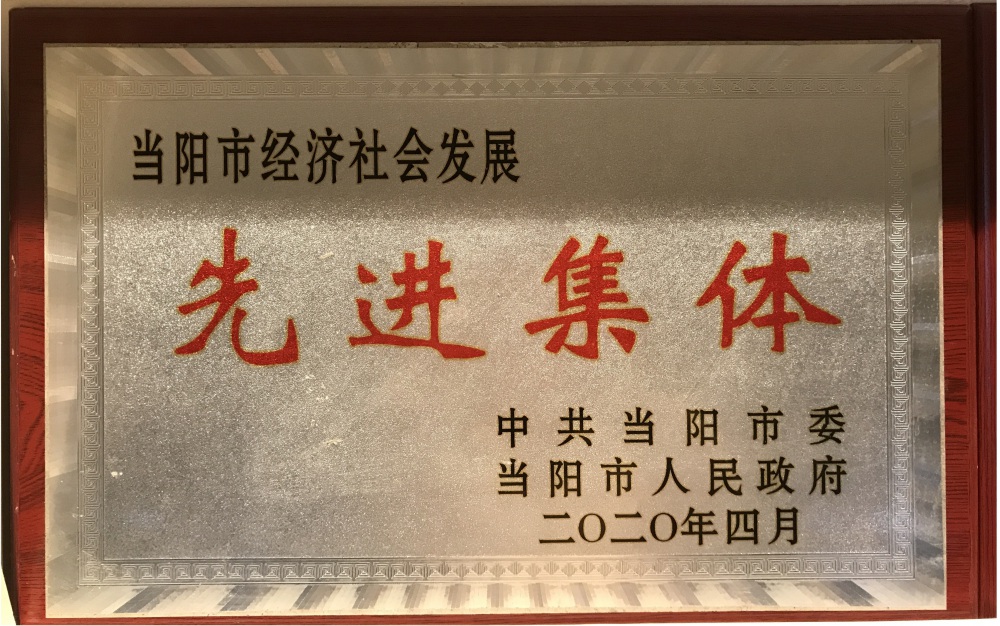 当阳市经济社会发展
先进集体
中共当阳市委
当阳市人民政府
二〇二〇年四月